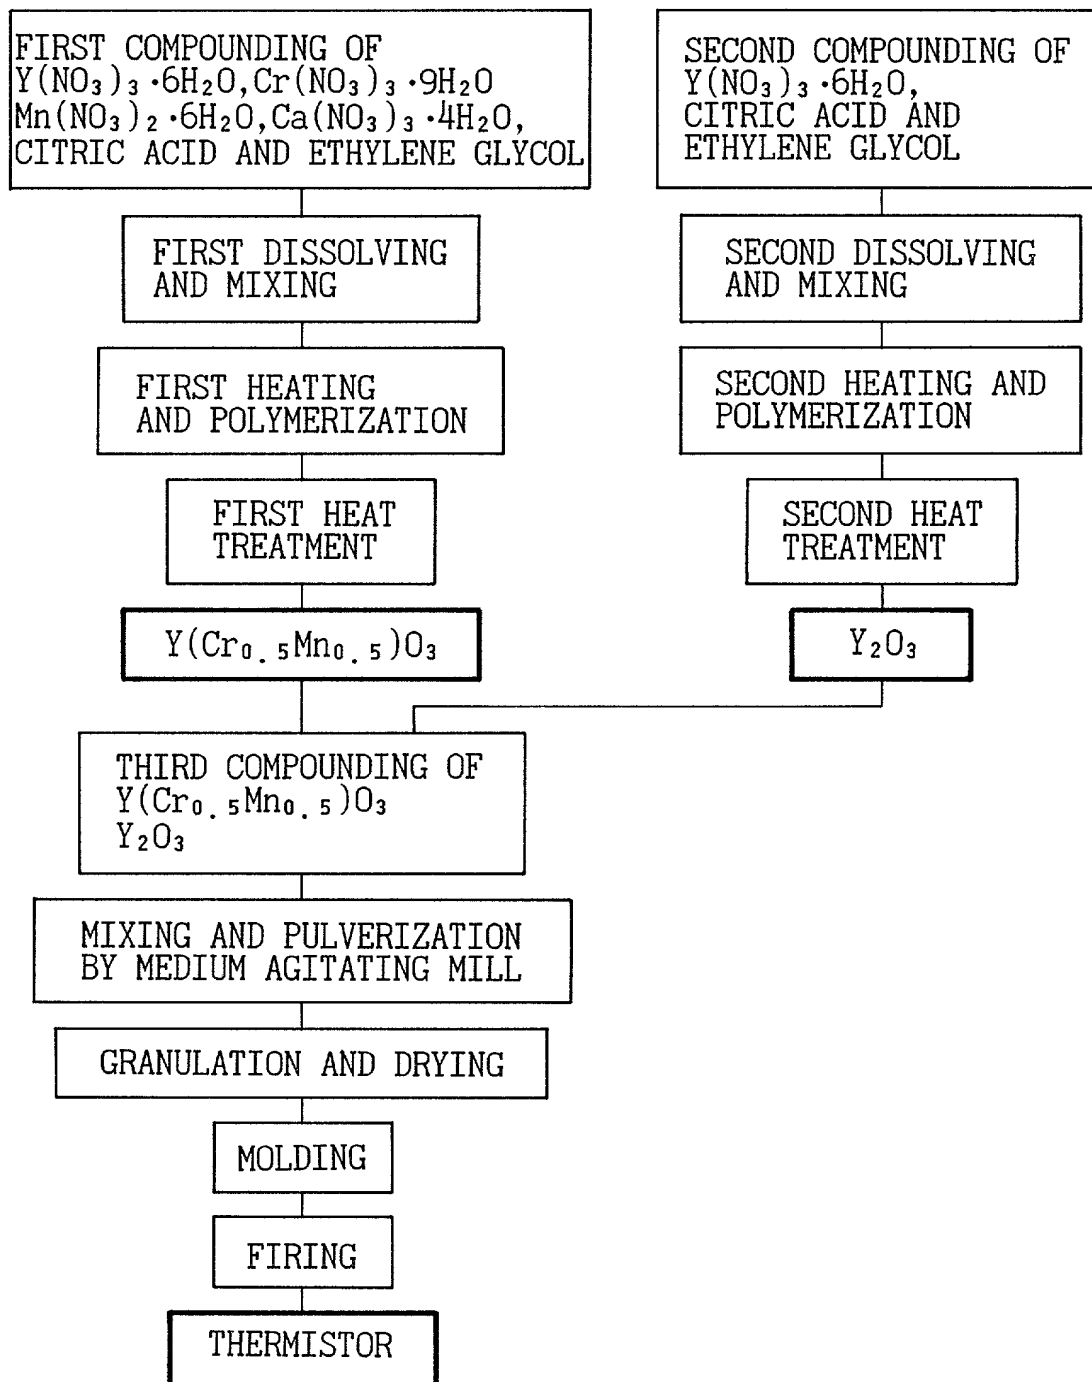 FIRST COMPOUNDING OF
Y(NO₃)₃·6H₂O,Cr(NO₃)₃·9H₂O
Mn(NO₃)₂·6H₂O,Ca(NO₃)₃·4H₂O,
CITRIC ACID AND ETHYLENE GLYCOL
FIRST DISSOLVING
AND MIXING
FIRST HEATING
AND POLYMERIZATION
FIRST HEAT
TREATMENT
Y(Cr₀.₅Mn₀.₅)O₃
SECOND COMPOUNDING OF
Y(NO₃)₃·6H₂O,
CITRIC ACID AND
ETHYLENE GLYCOL
SECOND DISSOLVING
AND MIXING
SECOND HEATING AND
POLYMERIZATION
SECOND HEAT
TREATMENT
Y₂O₃
THIRD COMPOUNDING OF
Y(Cr₀.₅Mn₀.₅)O₃
Y₂O₃
MIXING AND PULVERIZATION
BY MEDIUM AGITATING MILL
GRANULATION AND DRYING
MOLDING
FIRING
THERMISTOR